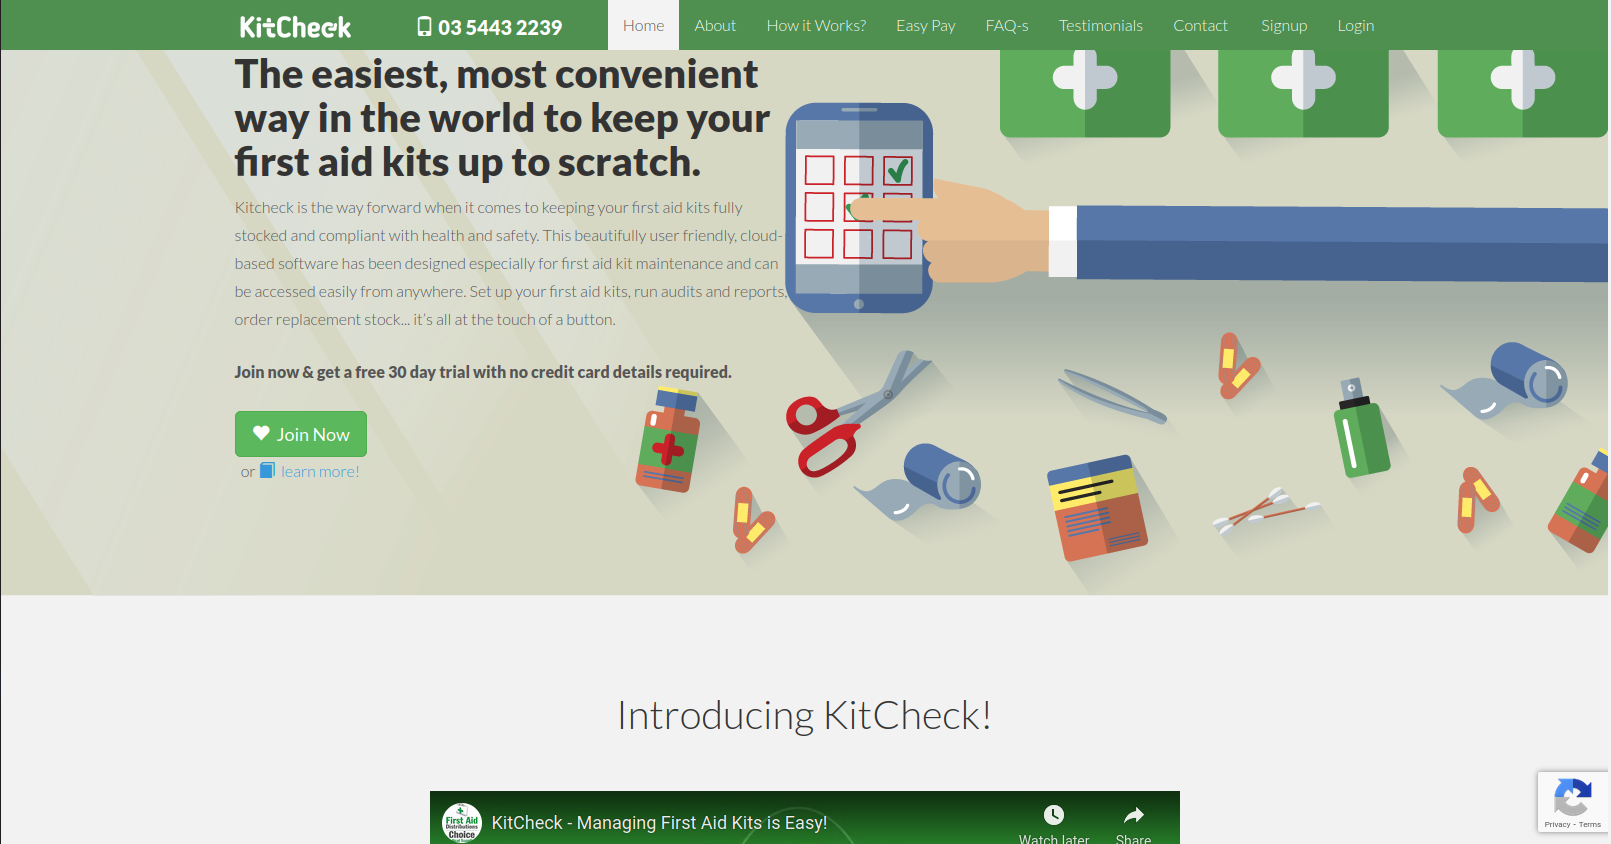 KitCheck 03 5443 2239 Home About How it Works? Easy Pay FAQ-s Testimonials Contact Signup Login
The easiest, most convenient
way in the world to keep your
first aid kits up to scratch.
Kitcheck is the way forward when it comes to keeping your first aid kits fully
stocked and compliant with health and safety. This beautifully user friendly, cloud-
based software has been designed especially for first aid kit maintenance and can
be accessed easily from anywhere. Set up your first aid kits, run audits and reports,
order replacement stock... it's all at the touch of a button.
Join now & get a free 30 day trial with no credit card details required.
Join Now
or learn more!
Introducing KitCheck!
First Aid
Distributions
Choice
KitCheck - Managing First Aid Kits is Easy!
Watch later Share
Privacy - Terms